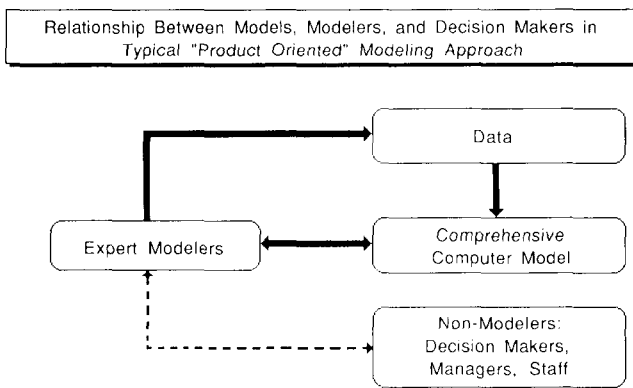 Relationship Between Models, Modelers, and Decision Makers in
Typical "Product Oriented" Modeling Approach
Data
Expert Modelers
Comprehensive
Computer Model
Non-Modelers:
Decision Makers,
Managers, Staff